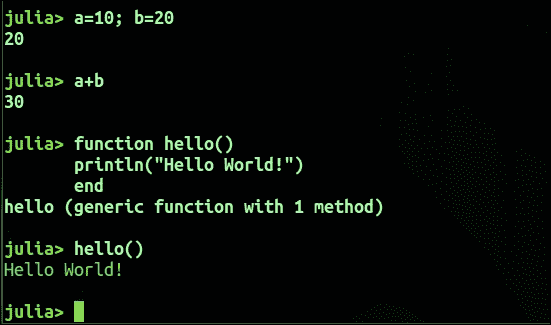 julia> a=10; b=20
20
julia> a+b
30
julia> function hello()
println("Hello World!")
end
hello (generic function with 1 method)
julia> hello()
Hello World!
julia>